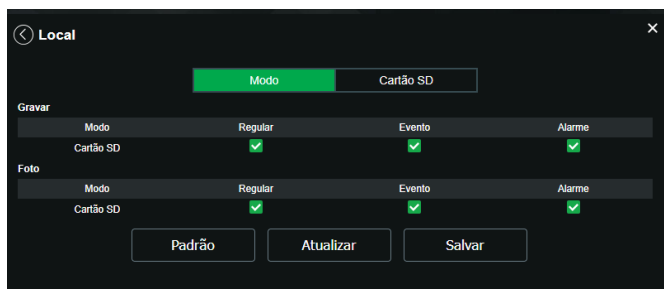 Local
Modo Cartão SD
Gravar
Modo Regular Evento Alarme
Cartão SD
Foto
Modo Regular Evento Alarme
Cartão SD
Padrão Atualizar Salvar